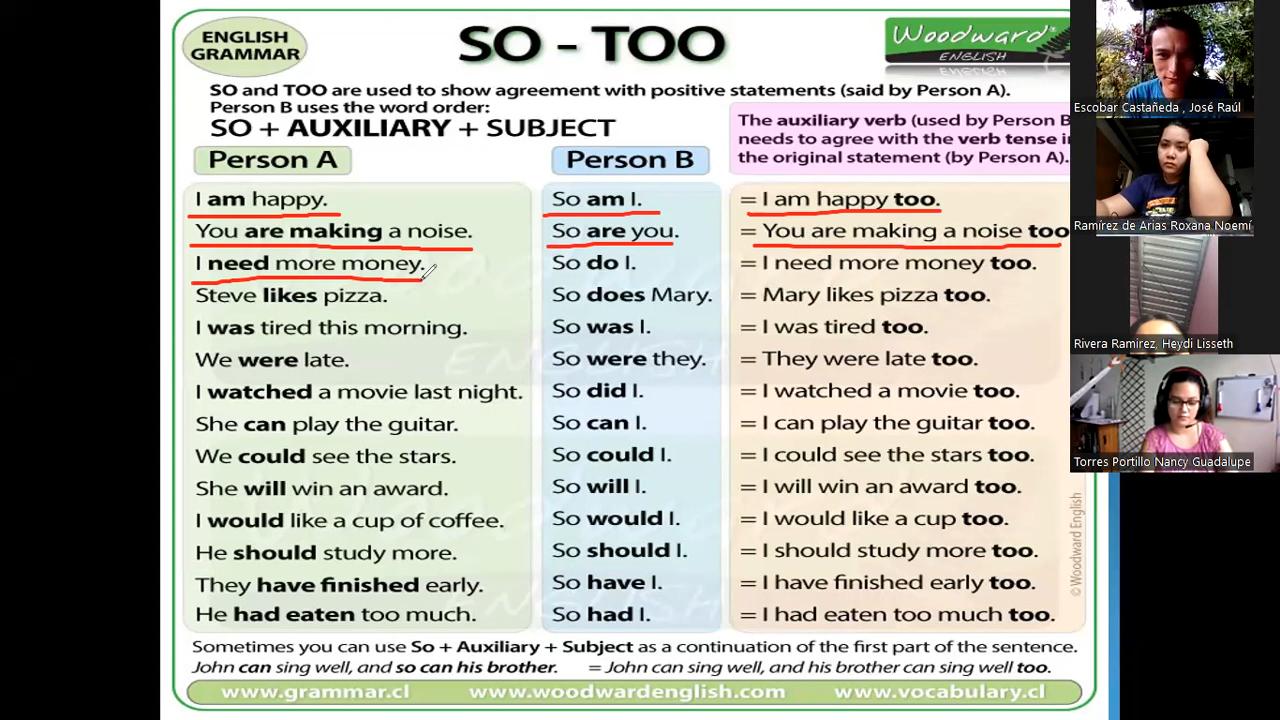 ENGLISH
GRAMMAR
SO - TOO
Woodward®
ENGLISH
SO and TOO are used to show agreement with positive statements (said by Person A).
Person B uses the word order:
SO + AUXILIARY + SUBJECT
The auxiliary verb (used by Person B
needs to agree with the verb tense in
the original statement (by Person A).
Person A
Person B
I am happy. So am I. = I am happy too.
You are making a noise. So are you. = You are making a noise too
I need more money. So do I. = I need more money too.
Steve likes pizza. So does Mary. = Mary likes pizza too.
I was tired this morning. So was I. = I was tired too.
We were late. So were they. = They were late too.
I watched a movie last night. So did I. = I watched a movie too.
She can play the guitar. So can I. = I can play the guitar too.
We could see the stars. So could I. = I could see the stars too.
She will win an award. So will I. = I will win an award too.
I would like a cup of coffee. So would I. = I would like a cup too.
He should study more. So should I. = I should study more too.
They have finished early. So have I. = I have finished early too.
He had eaten too much. So had I. = I had eaten too much too.
© Woodward English
Sometimes you can use So + Auxiliary + Subject as a continuation of the first part of the sentence.
John can sing well, and so can his brother. = John can sing well, and his brother can sing well too.
www.grammar.cl www.woodwardenglish.com www.vocabulary.cl
Escobar Castañeda , José Raúl
Ramírez de Arias Roxana Noemí
Rivera Ramírez, Heydi Lisseth
Torres Portillo Nancy Guadalupe